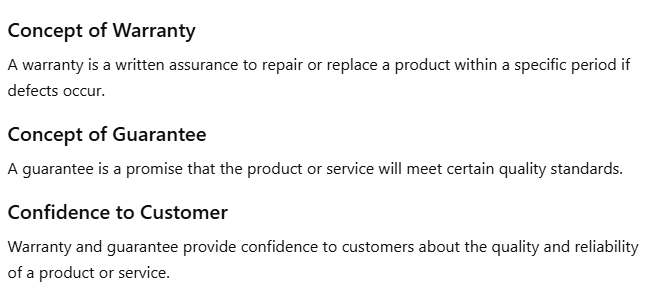 Concept of Warranty
A warranty is a written assurance to repair or replace a product within a specific period if
defects occur.
Concept of Guarantee
A guarantee is a promise that the product or service will meet certain quality standards.
Confidence to Customer
Warranty and guarantee provide confidence to customers about the quality and reliability
of a product or service.